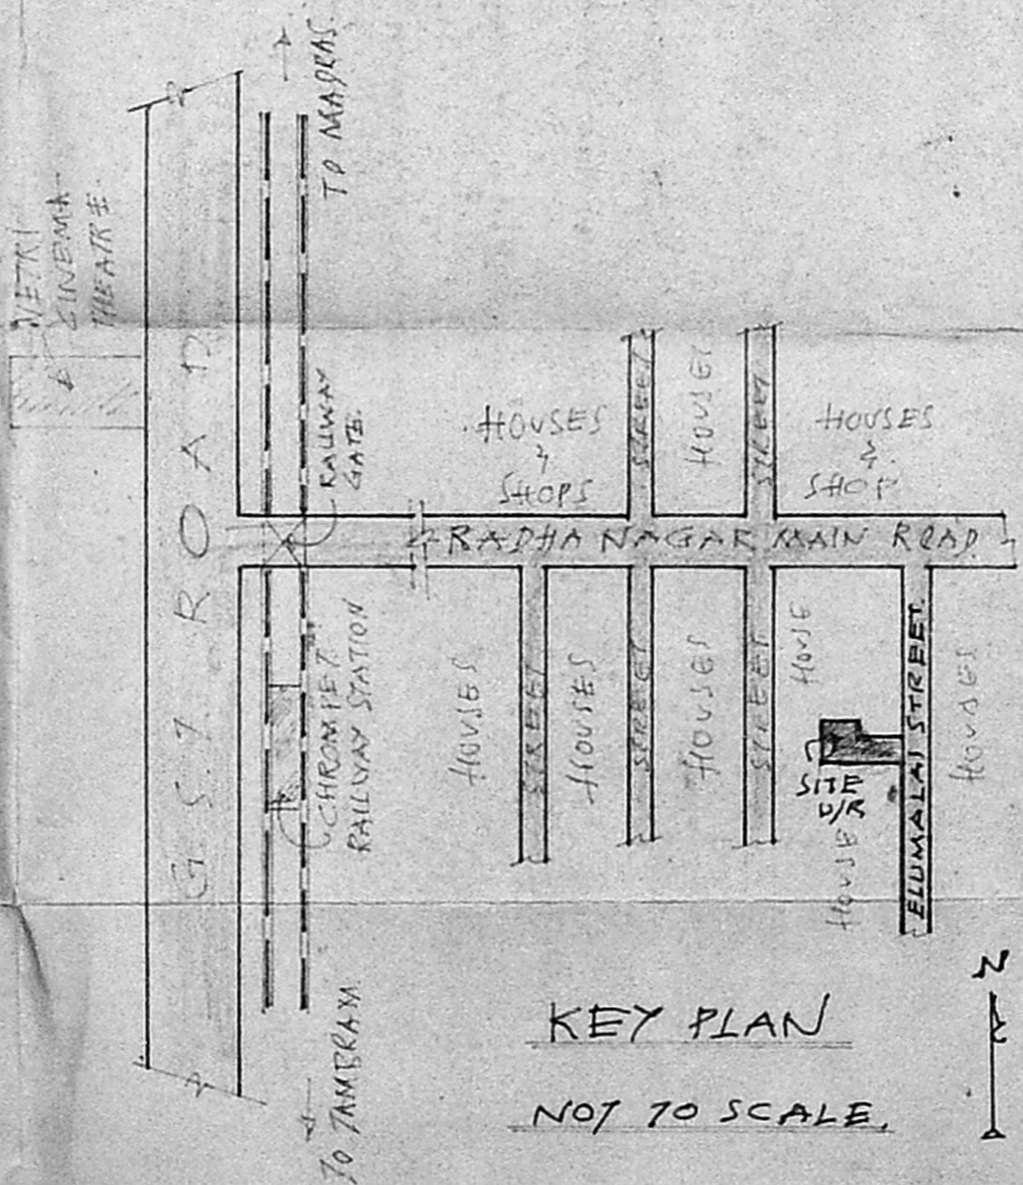 TO MADRAS
VETRI
CINEMA
THEATRE
G.S.T ROAD
RAILWAY
GATE
HOUSES
&
SHOPS
STREET
HOUSES
STREET
HOUSES
&
SHOP
RADHA NAGAR MAIN ROAD
CHROMPET
RAILWAY STATION
HOUSES
STREET
HOUSES
STREET
HOUSES
STREET
HOUSE
SITE
U/R
HOUSE
ELUMALAI STREET.
HOUSES
TO TAMBRAM
KEY PLAN
NOT TO SCALE.
N